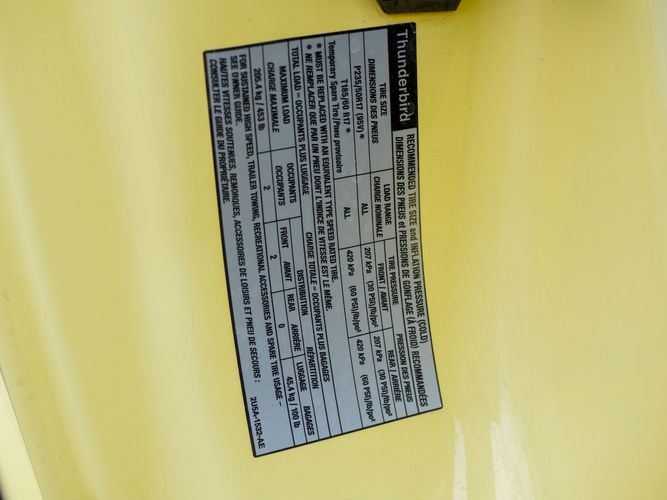 Thunderbird
RECOMMENDED TIRE SIZE and INFLATION PRESSURE (COLD)
DIMENSIONS DES PNEUS et PRESSIONS DE GONFLAGE (À FROID) RECOMMANDÉES
TIRE SIZE LOAD RANGE TIRE PRESSURE PRESSION DES PNEUS
DIMENSIONS DES PNEUS CHARGE NOMINALE FRONT / AVANT REAR / ARRIÈRE
P235/50R17 (95V) * ALL 207 kPa (30 PSI)/lb/po² 207 kPa (30 PSI)/lb/po²
Temporary Spare Tire/Pneu provisoire
T185/60 R17 * ALL 420 kPa (60 PSI)/lb/po² 420 kPa (60 PSI)/lb/po²
* MUST BE REPLACED WITH AN EQUIVALENT TYPE SPEED RATED TIRE.
* NE REMPLACER QUE PAR UN PNEU DONT L'INDICE DE VITESSE EST LE MÊME.
TOTAL LOAD = OCCUPANTS PLUS LUGGAGE CHARGE TOTALE = OCCUPANTS PLUS BAGAGES
MAXIMUM LOAD OCCUPANTS DISTRIBUTION RÉPARTITION
CHARGE MAXIMALE OCCUPANTS FRONT AVANT REAR ARRIÈRE LUGGAGE BAGAGES
205.4 kg / 453 lb 2 2 0 45.4 kg / 100 lb
FOR SUSTAINED HIGH SPEED, TRAILER TOWING, RECREATIONAL ACCESSORIES AND SPARE TIRE USAGE –
SEE OWNER GUIDE.
HAUTES VITESSES SOUTENUES, REMORQUES, ACCESSOIRES DE LOISIRS ET PNEU DE SECOURS :
CONSULTER LE GUIDE DU PROPRIÉTAIRE.
2U5A-1532-AE